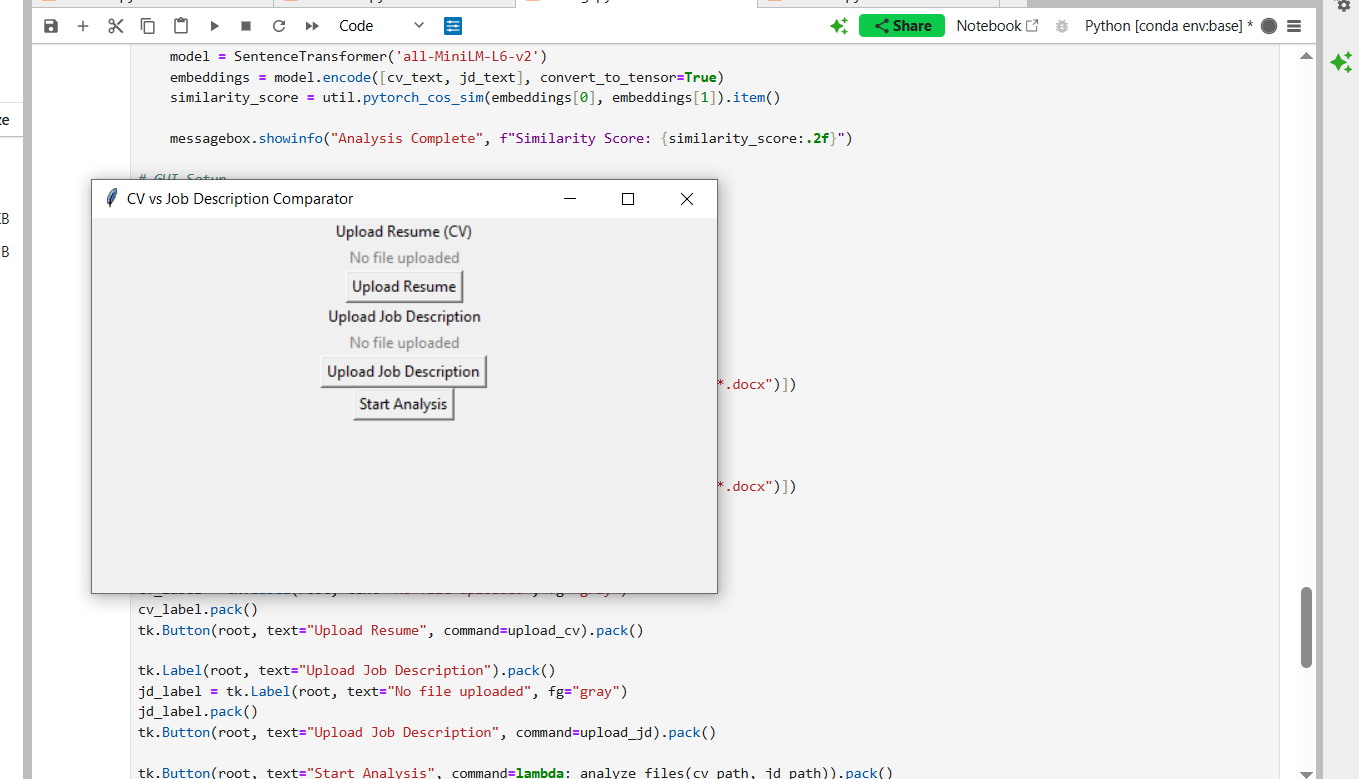 Code
Share
Notebook
Python [conda env:base] *
model = SentenceTransformer('all-MiniLM-L6-v2')
embeddings = model.encode([cv_text, jd_text], convert_to_tensor=True)
similarity_score = util.pytorch_cos_sim(embeddings[0], embeddings[1]).item()
messagebox.showinfo("Analysis Complete", f"Similarity Score: {similarity_score:.2f}")
# GUI Setup
CV vs Job Description Comparator
Upload Resume (CV)
No file uploaded
Upload Resume
Upload Job Description
No file uploaded
Upload Job Description
Start Analysis
*.docx")])
*.docx")])
cv_label.pack()
tk.Button(root, text="Upload Resume", command=upload_cv).pack()
tk.Label(root, text="Upload Job Description").pack()
jd_label = tk.Label(root, text="No file uploaded", fg="gray")
jd_label.pack()
tk.Button(root, text="Upload Job Description", command=upload_jd).pack()
tk.Button(root, text="Start Analysis", command=lambda: analyze_files(cv_path, jd_path)).pack()